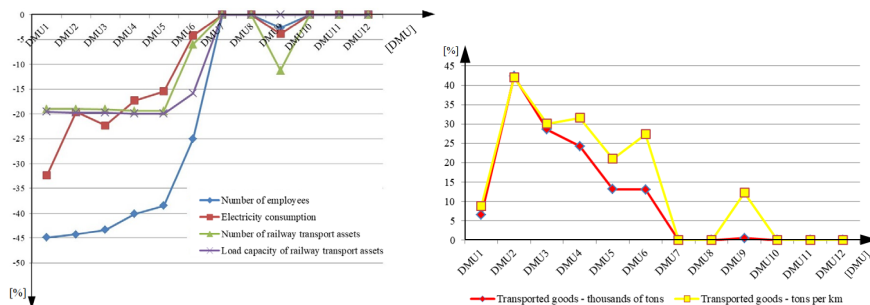 0
-5
-10
-15
-20
-25
-30
-35
-40
-45
-50
[%]
DMU1
DMU2
DMU3
DMU4
DMU5
DMU6
DMU7
DMU8
DMU9
DMU10
DMU11
DMU12
[DMU]
Number of employees
Electricity consumption
Number of railway transport assets
Load capacity of railway transport assets
[%]
45
40
35
30
25
20
15
10
5
0
DMU1
DMU2
DMU3
DMU4
DMU5
DMU6
DMU7
DMU8
DMU9
DMU10
DMU11
DMU12
[DMU]
Transported goods - thousands of tons
Transported goods - tons per km